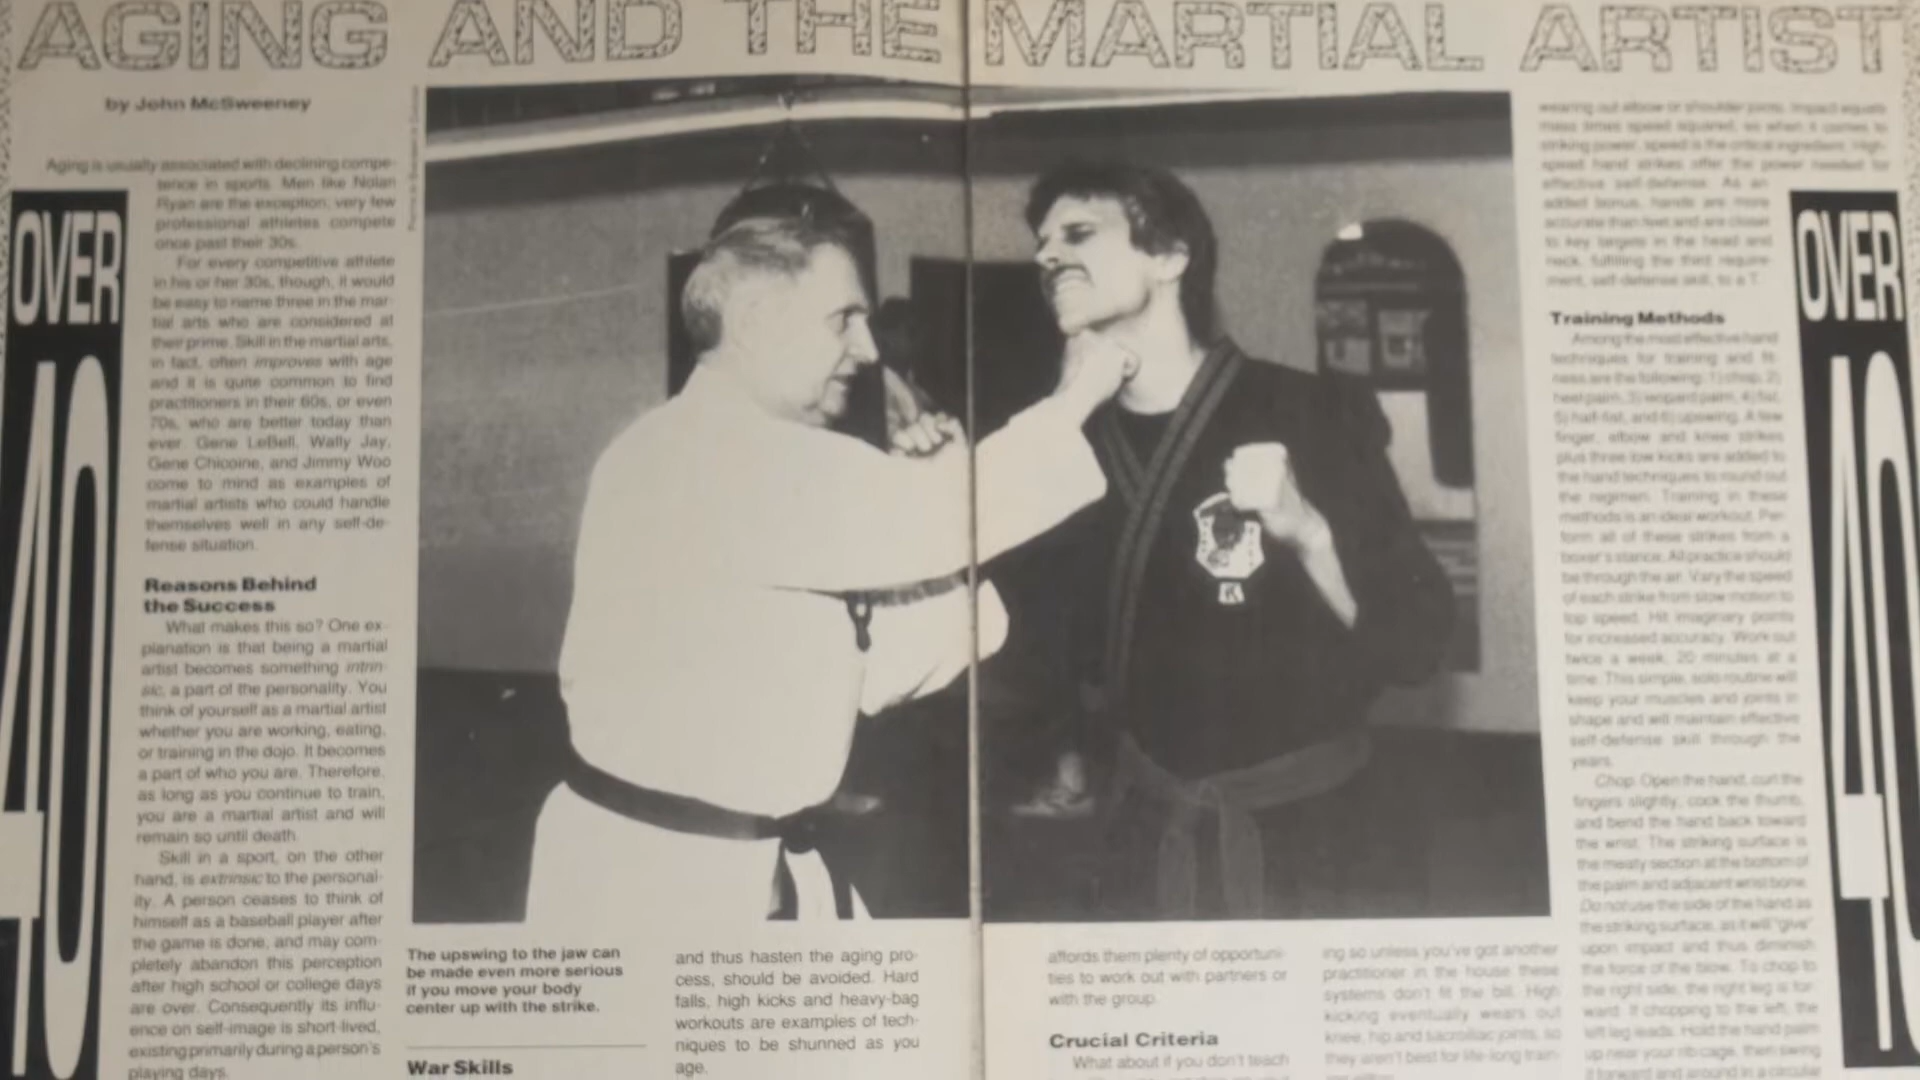 AGING AND THE MARTIAL ARTIST
by John McSweeney
OVER
40
Aging is usually associated with declining compe-
tence in sports. Men like Nolan
Ryan are the exception; very few
professional athletes compete
once past their 30s.
For every competitive athlete
in his or her 30s, though, it would
be easy to name three in the mar-
tial arts who are considered at
their prime. Skill in the martial arts,
in fact, often improves with age
and it is quite common to find
practitioners in their 60s, or even
70s, who are better today than
ever. Gene LeBell, Wally Jay,
Gene Chicoine, and Jimmy Woo
come to mind as examples of
martial artists who could handle
themselves well in any self-de-
fense situation.
Reasons Behind
the Success
What makes this so? One ex-
planation is that being a martial
artist becomes something intrin-
sic, a part of the personality. You
think of yourself as a martial artist
whether you are working, eating,
or training in the dojo. It becomes
a part of who you are. Therefore,
as long as you continue to train,
you are a martial artist and will
remain so until death.
Skill in a sport, on the other
hand, is extrinsic to the personal-
ity. A person ceases to think of
himself as a baseball player after
the game is done, and may com-
pletely abandon this perception
after high school or college days
are over. Consequently its influ-
ence on self-image is short-lived,
existing primarily during a person's
playing days.
The upswing to the jaw can
be made even more serious
if you move your body
center up with the strike.
War Skills
and thus hasten the aging pro-
cess, should be avoided. Hard
falls, high kicks and heavy-bag
workouts are examples of tech-
niques to be shunned as you
age.
K
affords them plenty of opportuni-
ties to work out with partners or
with the group.
Crucial Criteria
What about if you don't teach
ing so unless you've got another
practitioner in the house these
systems don't fit the bill. High
kicking eventually wears out
knee, hip and sacroiliac joints, so
they aren't best for life-long train-
wearing out elbow or shoulder joints. Impact equals
mass times speed squared, so when it comes to
striking power, speed is the critical ingredient. High-
speed hand strikes offer the power needed for
effective self-defense. As an
added bonus, hands are more
accurate than feet and are closer
to key targets in the head and
neck, fulfilling the third require-
ment, self-defense skill, to a T.
Training Methods
Among the most effective hand
techniques for training and fit-
ness are the following: 1) chop, 2)
heel palm, 3) leopard palm, 4) fist,
5) half-fist, and 6) upswing. A few
finger, elbow and knee strikes
plus three low kicks are added to
the hand techniques to round out
the regimen. Training in these
methods is an ideal workout. Per-
form all of these strikes from a
boxer's stance. All practice should
be through the air. Vary the speed
of each strike from slow motion to
top speed. Hit imaginary points
for increased accuracy. Work out
twice a week, 20 minutes at a
time. This simple, solo routine will
keep your muscles and joints in
shape and will maintain effective
self-defense skill through the
years.
Chop. Open the hand, curl the
fingers slightly, cock the thumb,
and bend the hand back toward
the wrist. The striking surface is
the meaty section at the bottom of
the palm and adjacent wrist bone.
Do not use the side of the hand as
the striking surface, as it will "give"
upon impact and thus diminish
the force of the blow. To chop to
the right side, the right leg is for-
ward. If chopping to the left, the
left leg leads. Hold the hand palm
up near your rib cage, then swing
it forward and around in a circular
OVER
40